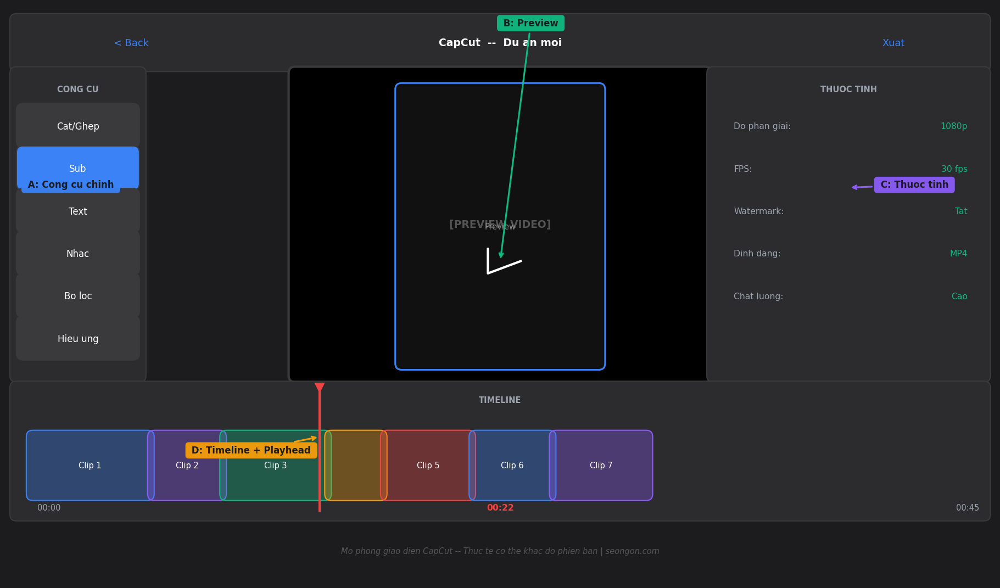 B: Preview
< Back
CapCut -- Du an moi
Xuat
CONG CU
Cat/Ghep
Sub
A: Cong cu chinh
Text
Nhac
Bo loc
Hieu ung
[PREVIEW VIDEO]
Preview
THUOC TINH
Do phan giai: 1080p
FPS: 30 fps
C: Thuoc tinh
Watermark: Tat
Dinh dang: MP4
Chat luong: Cao
TIMELINE
D: Timeline + Playhead
Clip 1
Clip 2
Clip 3
Clip 5
Clip 6
Clip 7
00:00
00:22
00:45
Mo phong giao dien CapCut -- Thuc te co the khac do phien ban | seongon.com